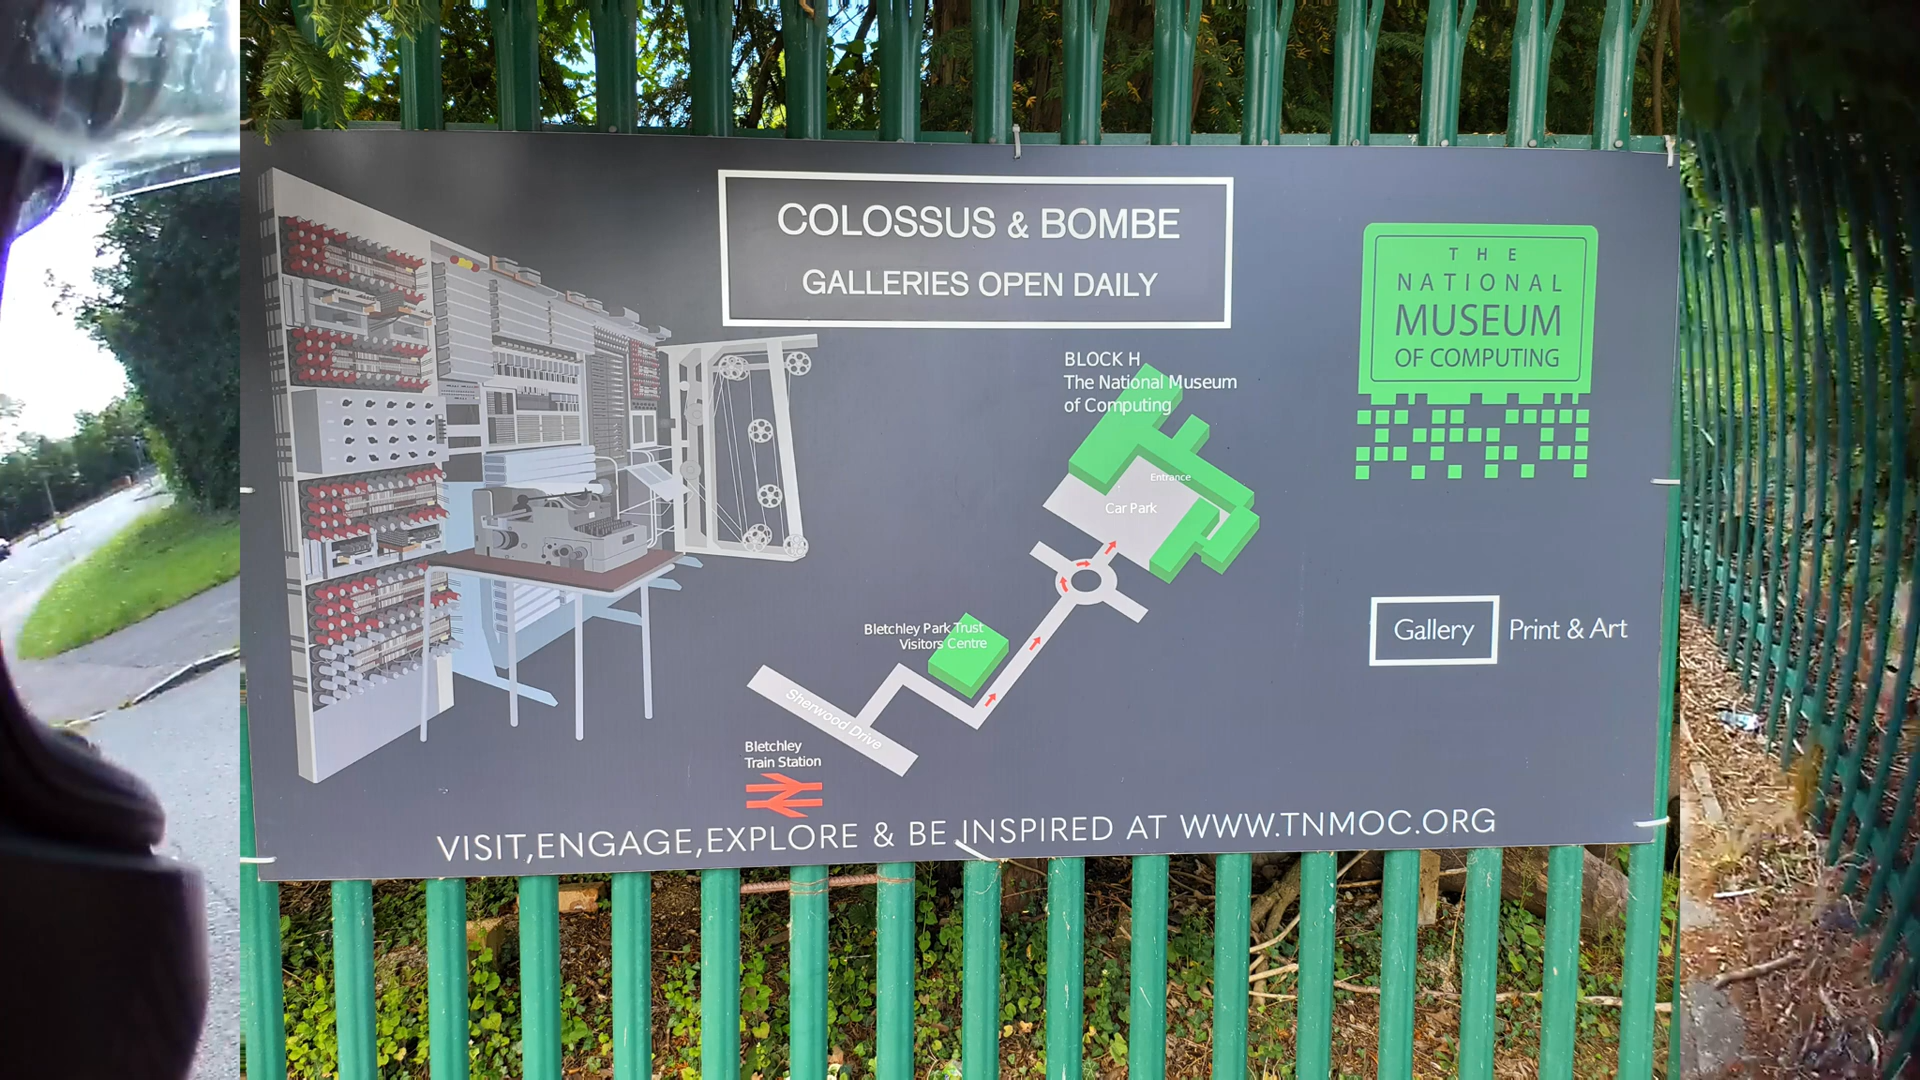 COLOSSUS & BOMBE
GALLERIES OPEN DAILY
THE
NATIONAL
MUSEUM
OF COMPUTING
BLOCK H
The National Museum
of Computing
Entrance
Car Park
Bletchley Park Trust
Visitors Centre
Sherwood Drive
Bletchley
Train Station
Gallery Print & Art
VISIT,ENGAGE,EXPLORE & BE INSPIRED AT WWW.TNMOC.ORG